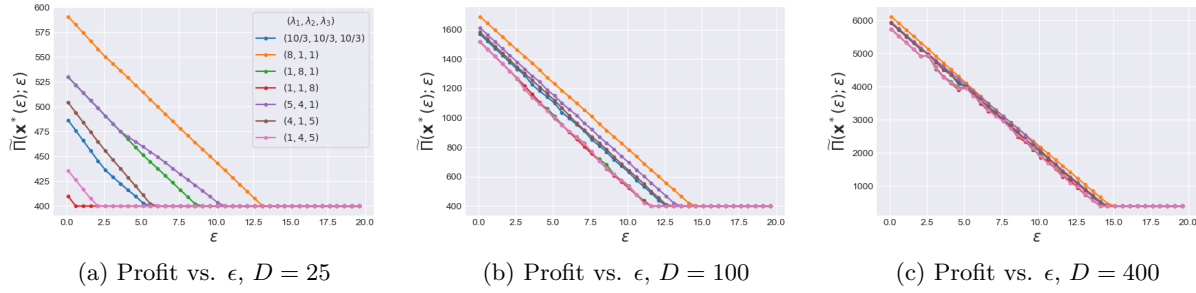 600
575
550
525
500
475
450
425
400
Π̃(x*(ε); ε)
0.0 2.5 5.0 7.5 10.0 12.5 15.0 17.5 20.0
ε
(λ₁, λ₂, λ₃)
(10/3, 10/3, 10/3)
(8, 1, 1)
(1, 8, 1)
(1, 1, 8)
(5, 4, 1)
(4, 1, 5)
(1, 4, 5)
(a) Profit vs. ϵ, D = 25
1600
1400
1200
1000
800
600
400
Π̃(x*(ε); ε)
0.0 2.5 5.0 7.5 10.0 12.5 15.0 17.5 20.0
ε
(b) Profit vs. ϵ, D = 100
6000
5000
4000
3000
2000
1000
Π̃(x*(ε); ε)
0.0 2.5 5.0 7.5 10.0 12.5 15.0 17.5 20.0
ε
(c) Profit vs. ϵ, D = 400